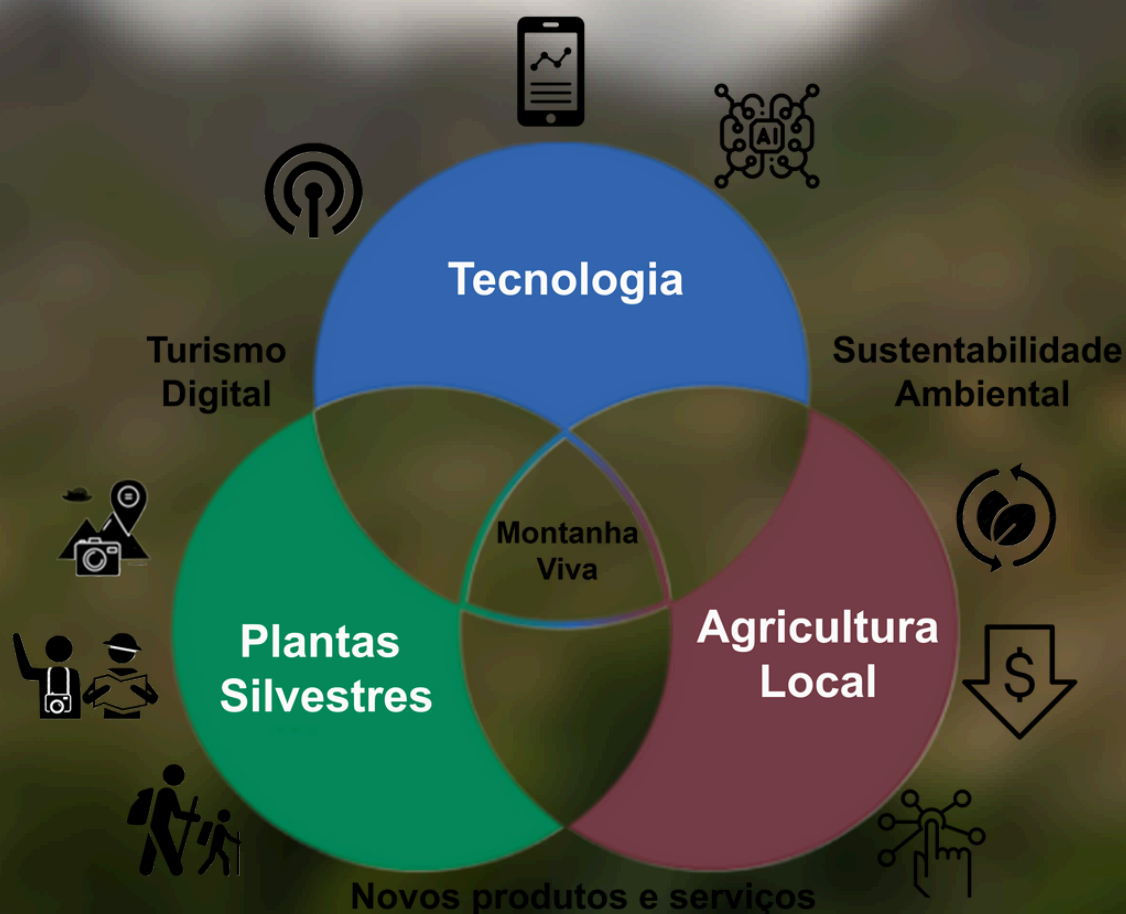 AI
Tecnologia
Turismo
Digital
Sustentabilidade
Ambiental
Montanha
Viva
Plantas
Silvestres
Agricultura
Local
$
Novos produtos e serviços